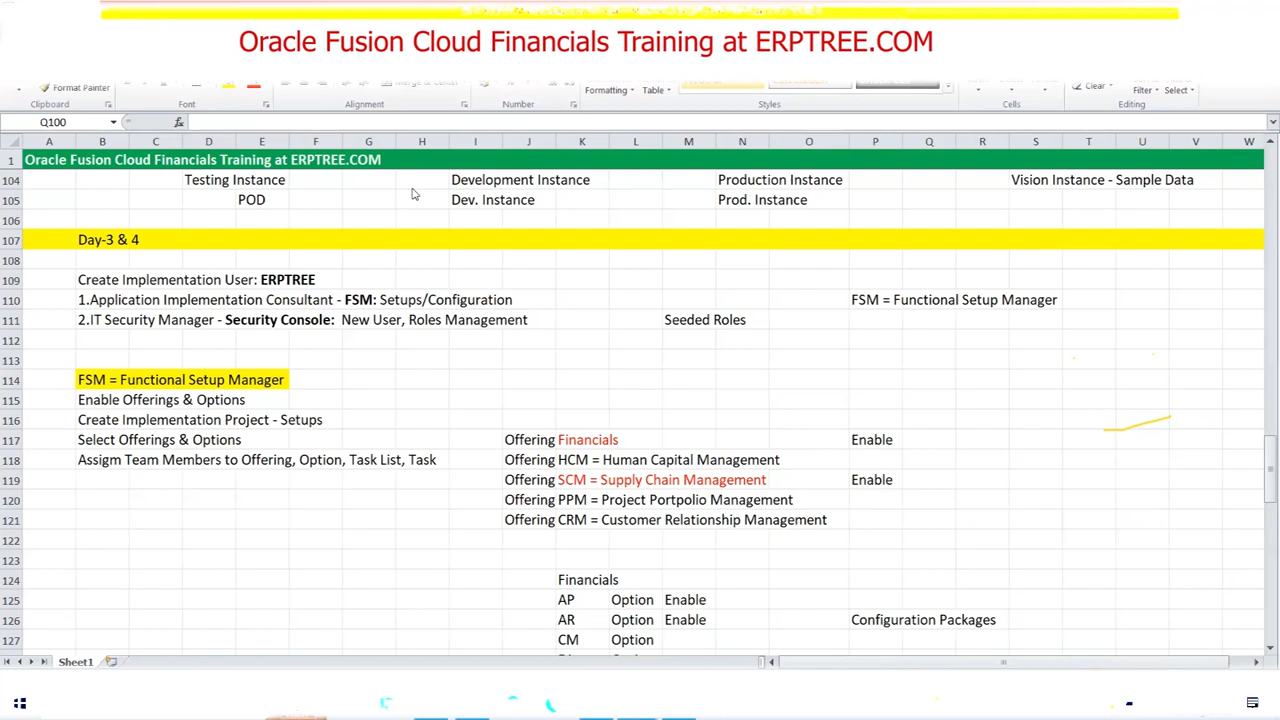 Oracle Fusion Cloud Financials Training at ERPTREE.COM
Format Painter Merge & Center Formatting Table Clear Filter Select
Clipboard Font Alignment Number Styles Cells Editing
Q100 fx
A B C D E F G H I J K L M N O P Q R S T U V W
1 Oracle Fusion Cloud Financials Training at ERPTREE.COM
104 Testing Instance Development Instance Production Instance Vision Instance - Sample Data
105 POD Dev. Instance Prod. Instance
106
107 Day-3 & 4
108
109 Create Implementation User: ERPTREE
110 1.Application Implementation Consultant - FSM: Setups/Configuration FSM = Functional Setup Manager
111 2.IT Security Manager - Security Console: New User, Roles Management Seeded Roles
112
113
114 FSM = Functional Setup Manager
115 Enable Offerings & Options
116 Create Implementation Project - Setups
117 Select Offerings & Options Offering Financials Enable
118 Assigm Team Members to Offering, Option, Task List, Task Offering HCM = Human Capital Management
119 Offering SCM = Supply Chain Management Enable
120 Offering PPM = Project Portpolio Management
121 Offering CRM = Customer Relationship Management
122
123
124 Financials
125 AP Option Enable
126 AR Option Enable Configuration Packages
127 CM Option
Sheet1